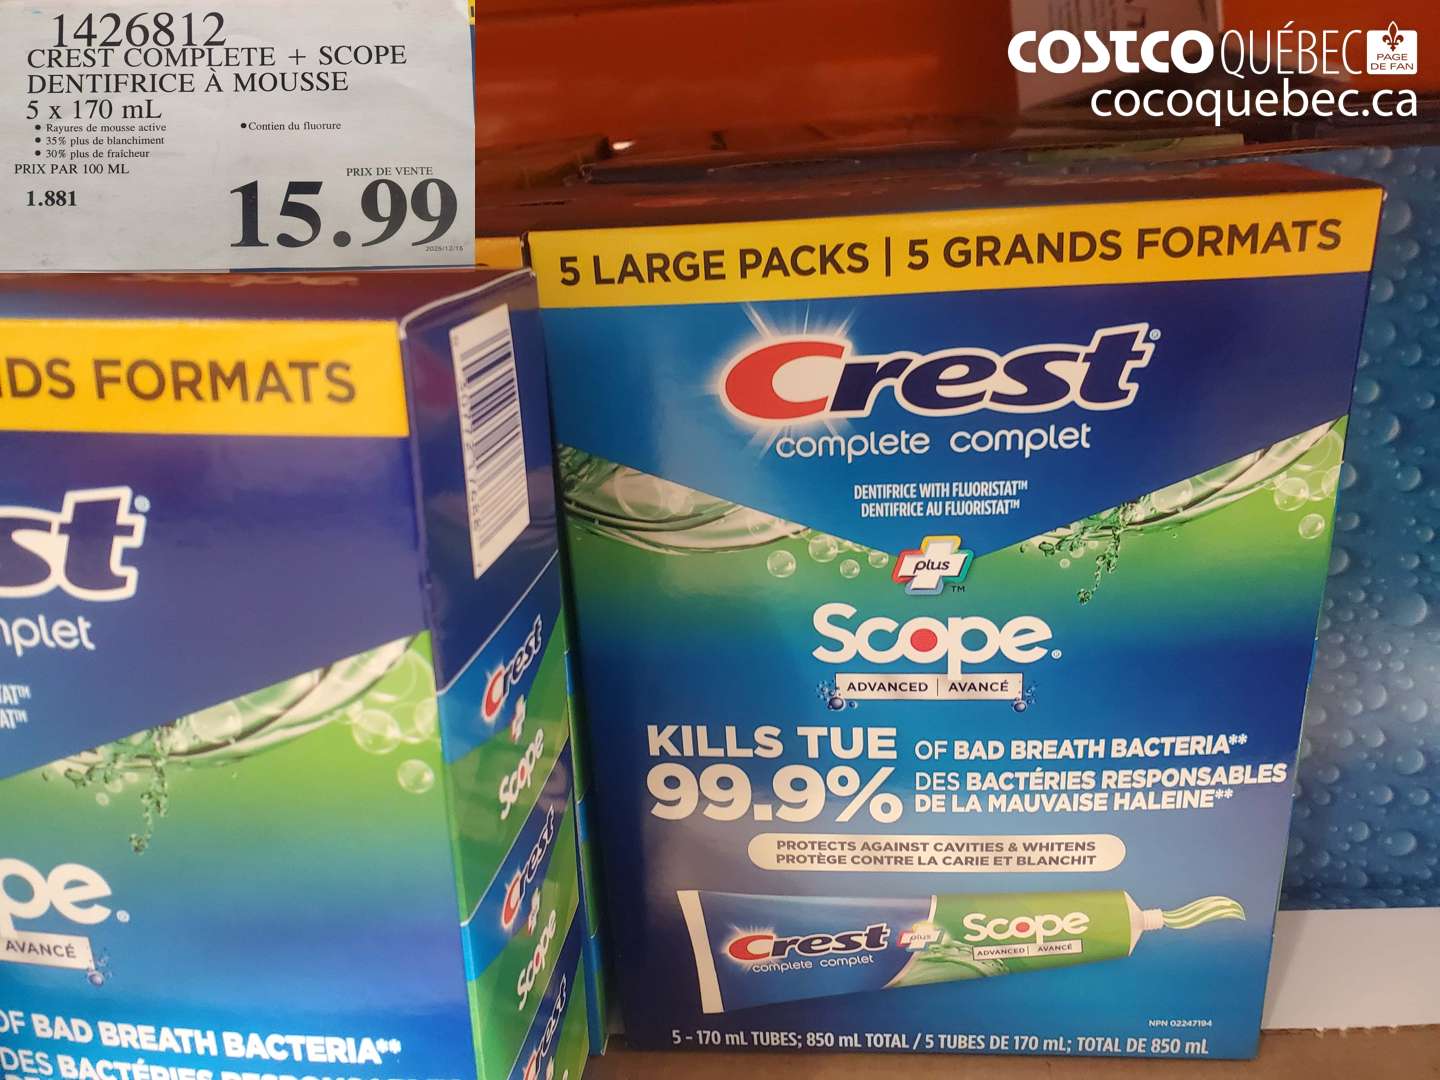 1426812
CREST COMPLETE + SCOPE
DENTIFRICE À MOUSSE
5 x 170 mL
• Rayures de mousse active
• Contien du fluorure
• 35% plus de blanchiment
• 30% plus de fraîcheur
PRIX PAR 100 ML
1.881
PRIX DE VENTE
15.99
COSTCO QUÉBEC PAGE DE FAN
cocoquebec.ca
5 LARGE PACKS | 5 GRANDS FORMATS
Crest®
complete complet
DENTIFRICE WITH FLUORISTAT™
DENTIFRICE AU FLUORISTAT™
plus™
Scope®
ADVANCED | AVANCÉ
KILLS TUE 99.9%
OF BAD BREATH BACTERIA**
DES BACTÉRIES RESPONSABLES
DE LA MAUVAISE HALEINE**
PROTECTS AGAINST CAVITIES & WHITENS
PROTÈGE CONTRE LA CARIE ET BLANCHIT
Crest plus Scope
complete complet
ADVANCED | AVANCÉ
NPN 02247194
5 - 170 mL TUBES; 850 mL TOTAL / 5 TUBES DE 170 mL; TOTAL DE 850 mL
FORMATS
AVANCÉ
OF BAD BREATH BACTERIA**
DES
Crest + Scope
Crest + Scope
Crest